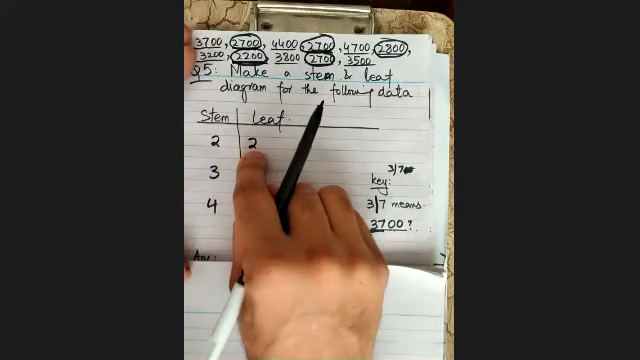 3700, 2700, 4400, 2700, 4700, 2800,
3200, 2200, 3800 2700, 3500
Q5: Make a stem & leaf
diagram for the following data
Stem Leaf
2 2
3
4
3/7
key:
3|7 means
3700?
Ans: